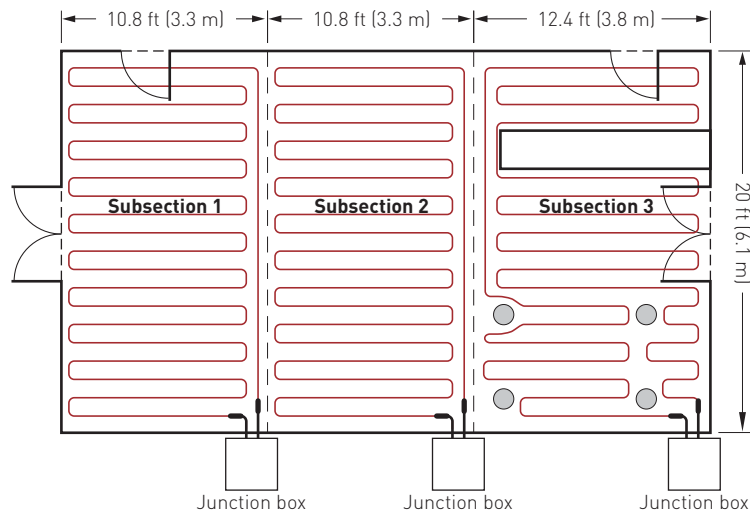 10.8 ft (3.3 m)
10.8 ft (3.3 m)
12.4 ft (3.8 m)
Subsection 1
Subsection 2
Subsection 3
20 ft (6.1 m)
Junction box
Junction box
Junction box